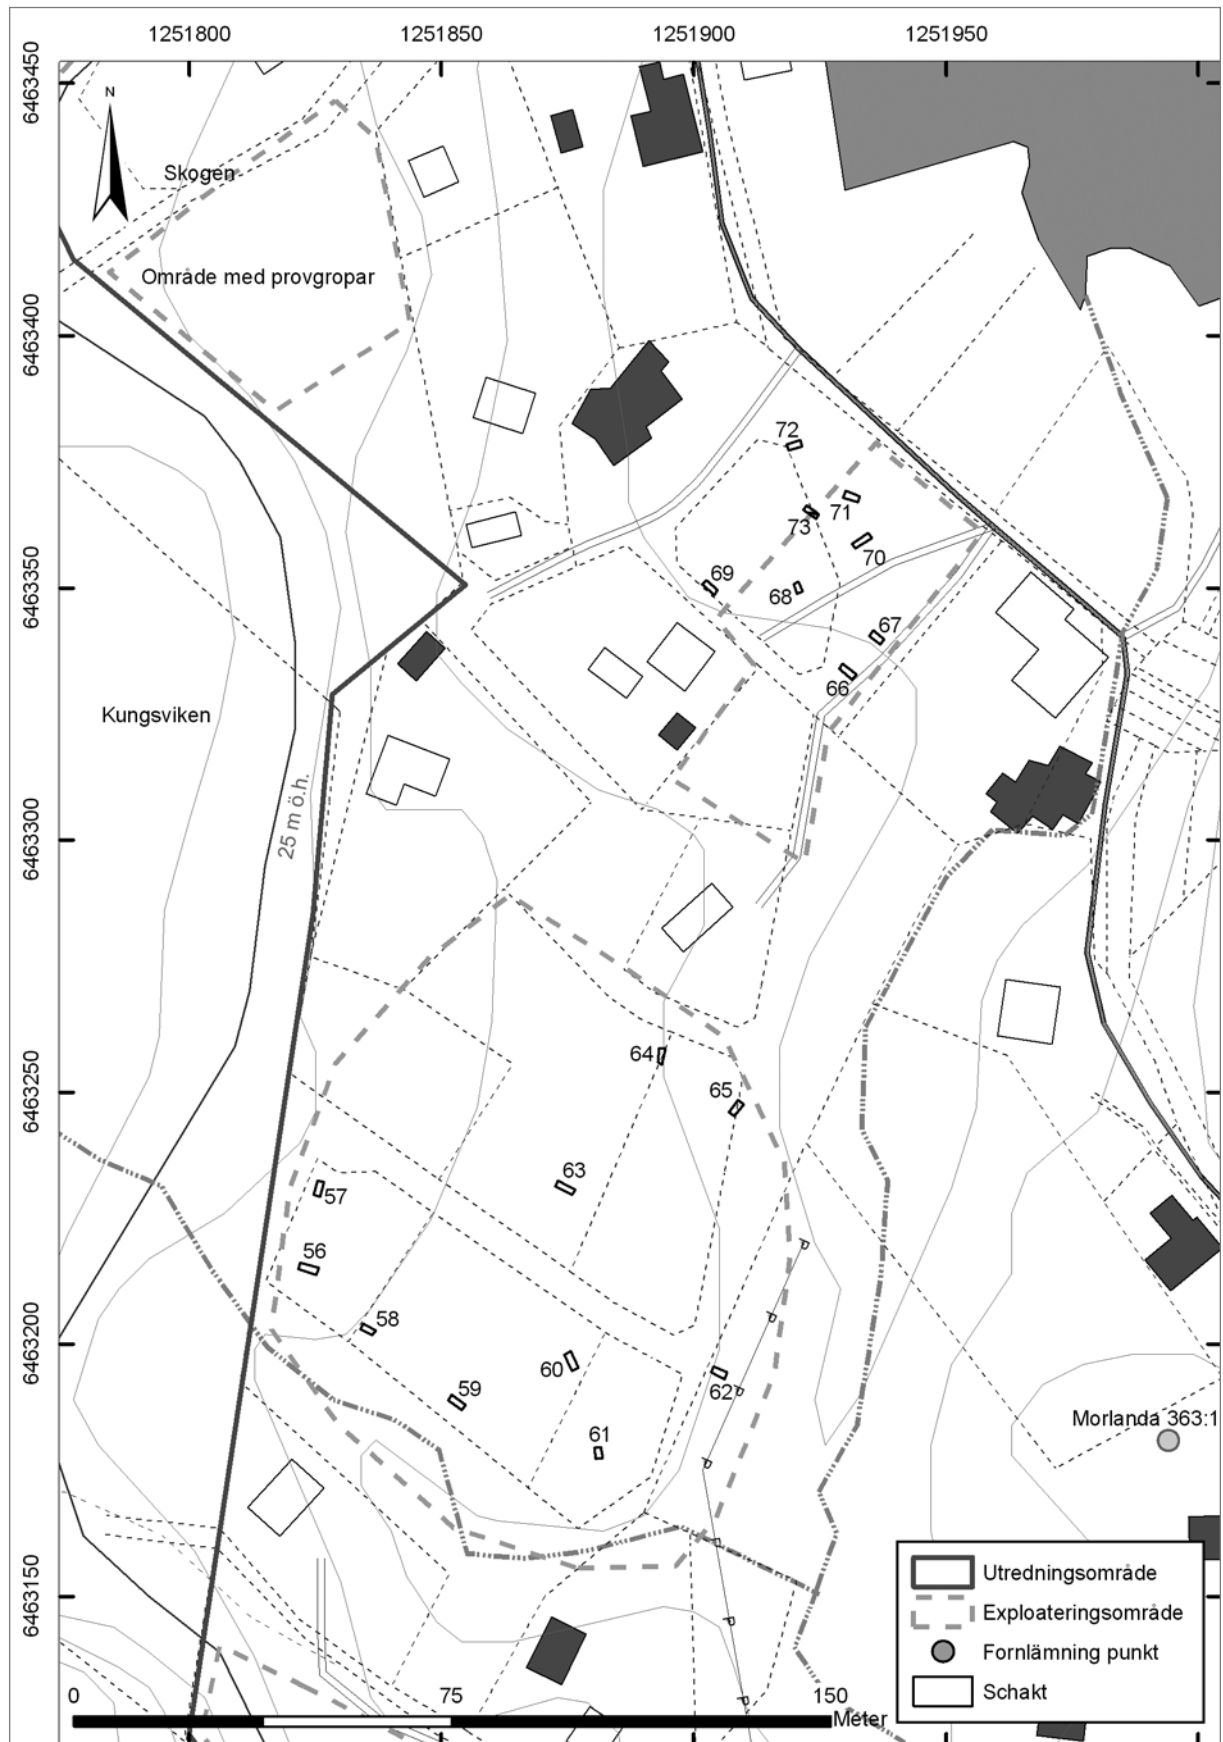 1251800 1251850 1251900 1251950
6463450
N
Skogen
Område med provgropar
6463400
72
73
71
70
69
68
6463350
67
66
Kungsviken
25 m ö.h.
6463300
64
65
6463250
63
57
56
P
58
P
6463200
60
62
P
59
61
Morlanda 363:1
P
P
6463150
P
P
Utredningsområde
Exploateringsområde
Fornlämning punkt
Schakt
0 75 150
Meter